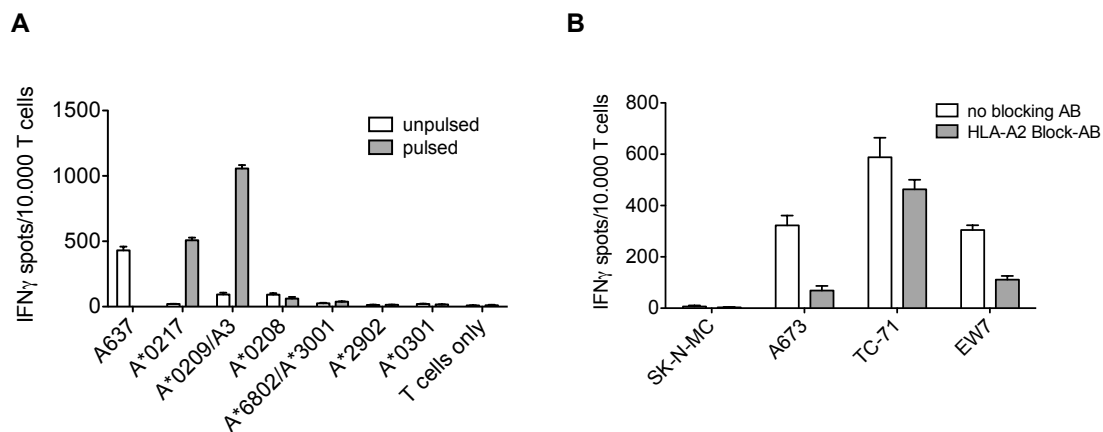 A
IFNγ spots/10.000 T cells
1500
1000
500
0
unpulsed
pulsed
A637
A*0217
A*0209/A3
A*0208
A*6802/A*3001
A*2902
A*0301
T cells only
B
IFNγ spots/10.000 T cells
800
600
400
200
0
no blocking AB
HLA-A2 Block-AB
SK-N-MC
A673
TC-71
EW7